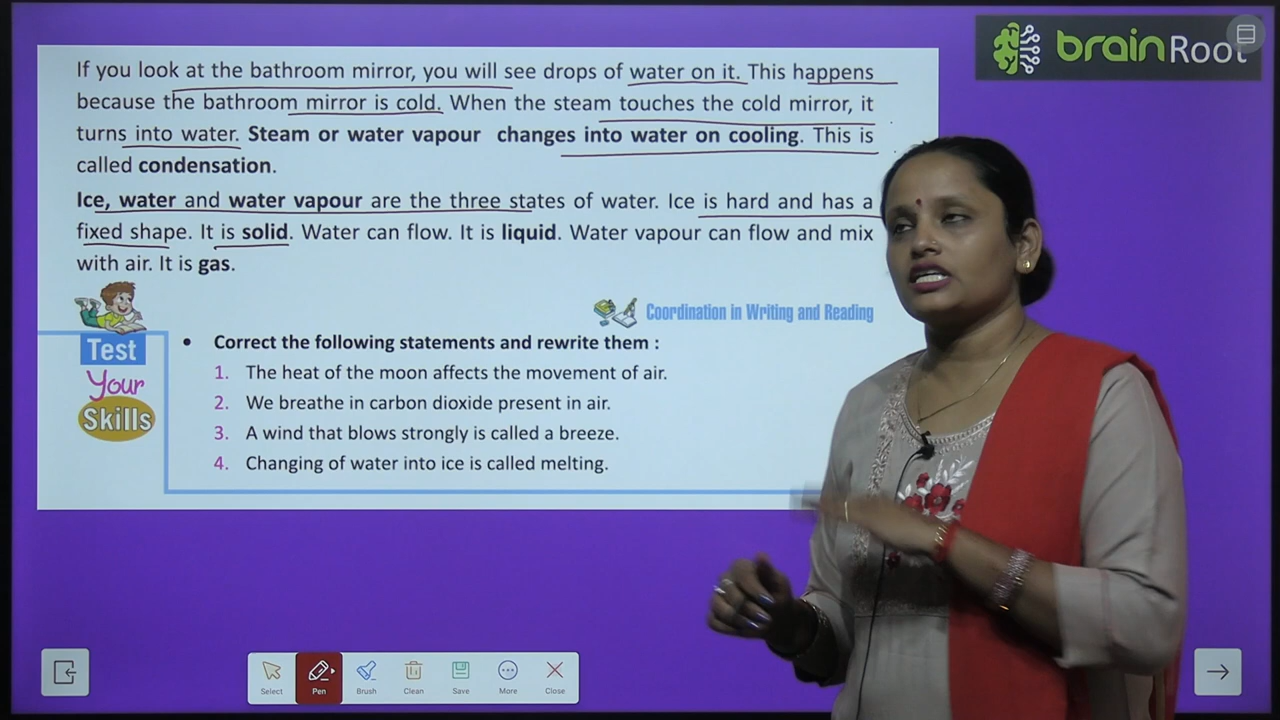 brainRoot
If you look at the bathroom mirror, you will see drops of water on it. This happens
because the bathroom mirror is cold. When the steam touches the cold mirror, it
turns into water. Steam or water vapour changes into water on cooling. This is
called condensation.
Ice, water and water vapour are the three states of water. Ice is hard and has a
fixed shape. It is solid. Water can flow. It is liquid. Water vapour can flow and mix
with air. It is gas.
Coordination in Writing and Reading
Test
Your
Skills
• Correct the following statements and rewrite them :
1. The heat of the moon affects the movement of air.
2. We breathe in carbon dioxide present in air.
3. A wind that blows strongly is called a breeze.
4. Changing of water into ice is called melting.
Select Pen Brush Clean Save More Close